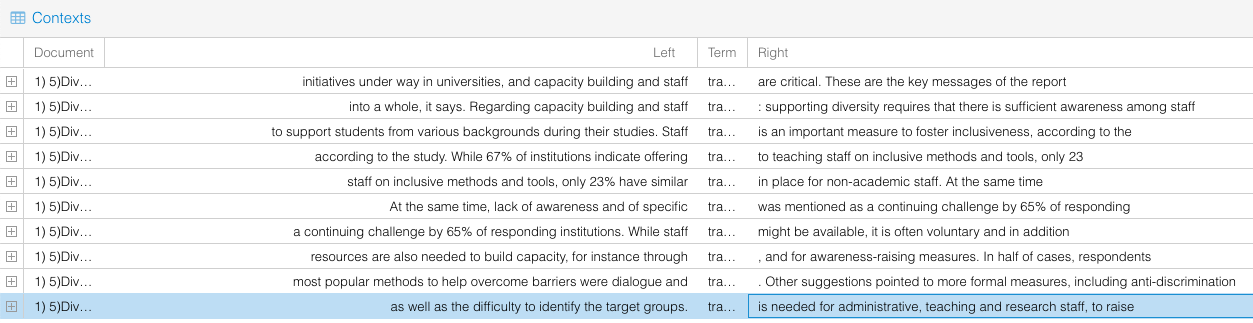 Contexts
Document Left Term Right
1) 5)Div… initiatives under way in universities, and capacity building and staff tra… are critical. These are the key messages of the report
1) 5)Div… into a whole, it says. Regarding capacity building and staff tra… : supporting diversity requires that there is sufficient awareness among staff
1) 5)Div… to support students from various backgrounds during their studies. Staff tra… is an important measure to foster inclusiveness, according to the
1) 5)Div… according to the study. While 67% of institutions indicate offering tra… to teaching staff on inclusive methods and tools, only 23
1) 5)Div… staff on inclusive methods and tools, only 23% have similar tra… in place for non-academic staff. At the same time
1) 5)Div… At the same time, lack of awareness and of specific tra… was mentioned as a continuing challenge by 65% of responding
1) 5)Div… a continuing challenge by 65% of responding institutions. While staff tra… might be available, it is often voluntary and in addition
1) 5)Div… resources are also needed to build capacity, for instance through tra… , and for awareness-raising measures. In half of cases, respondents
1) 5)Div… most popular methods to help overcome barriers were dialogue and tra… . Other suggestions pointed to more formal measures, including anti-discrimination
1) 5)Div… as well as the difficulty to identify the target groups. tra… is needed for administrative, teaching and research staff, to raise